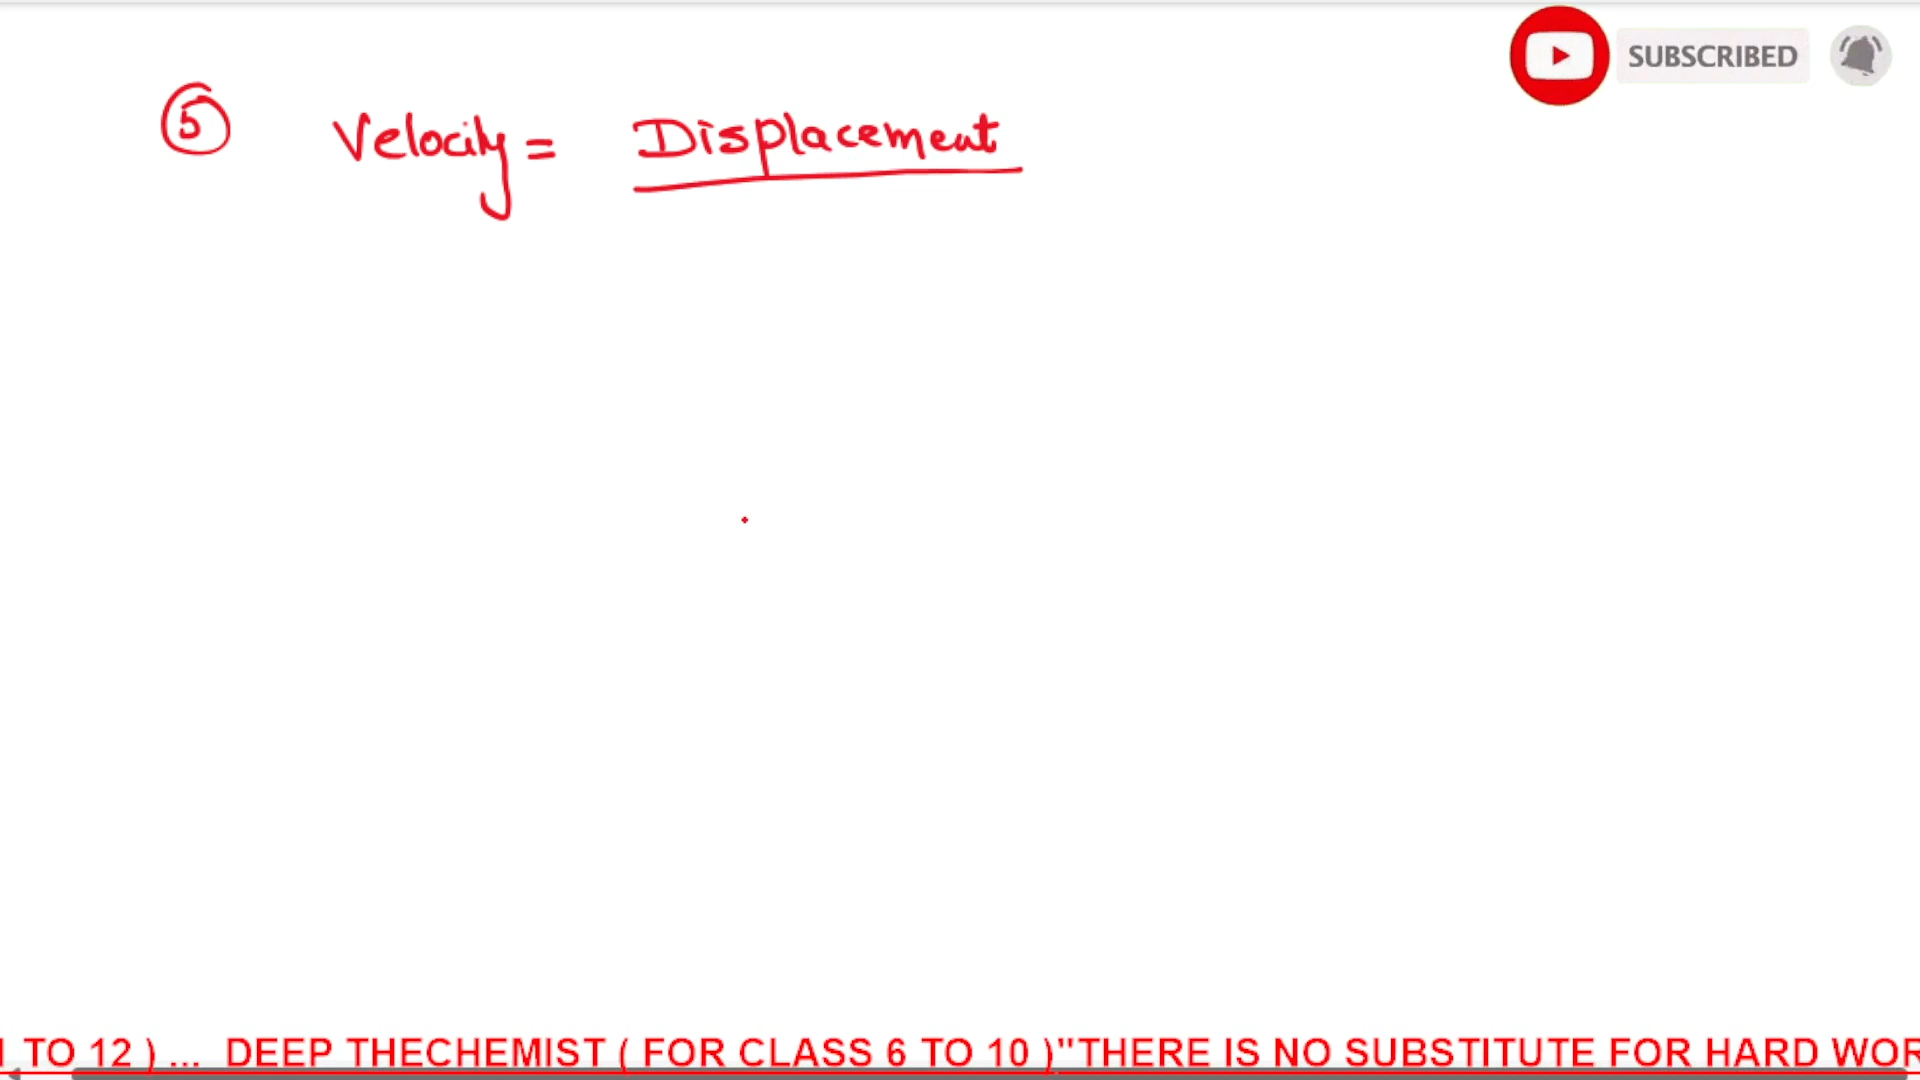 SUBSCRIBED
5 Velocity = Displacement
1 TO 12 ) ... DEEP THECHEMIST ( FOR CLASS 6 TO 10 )"THERE IS NO SUBSTITUTE FOR HARD WOR